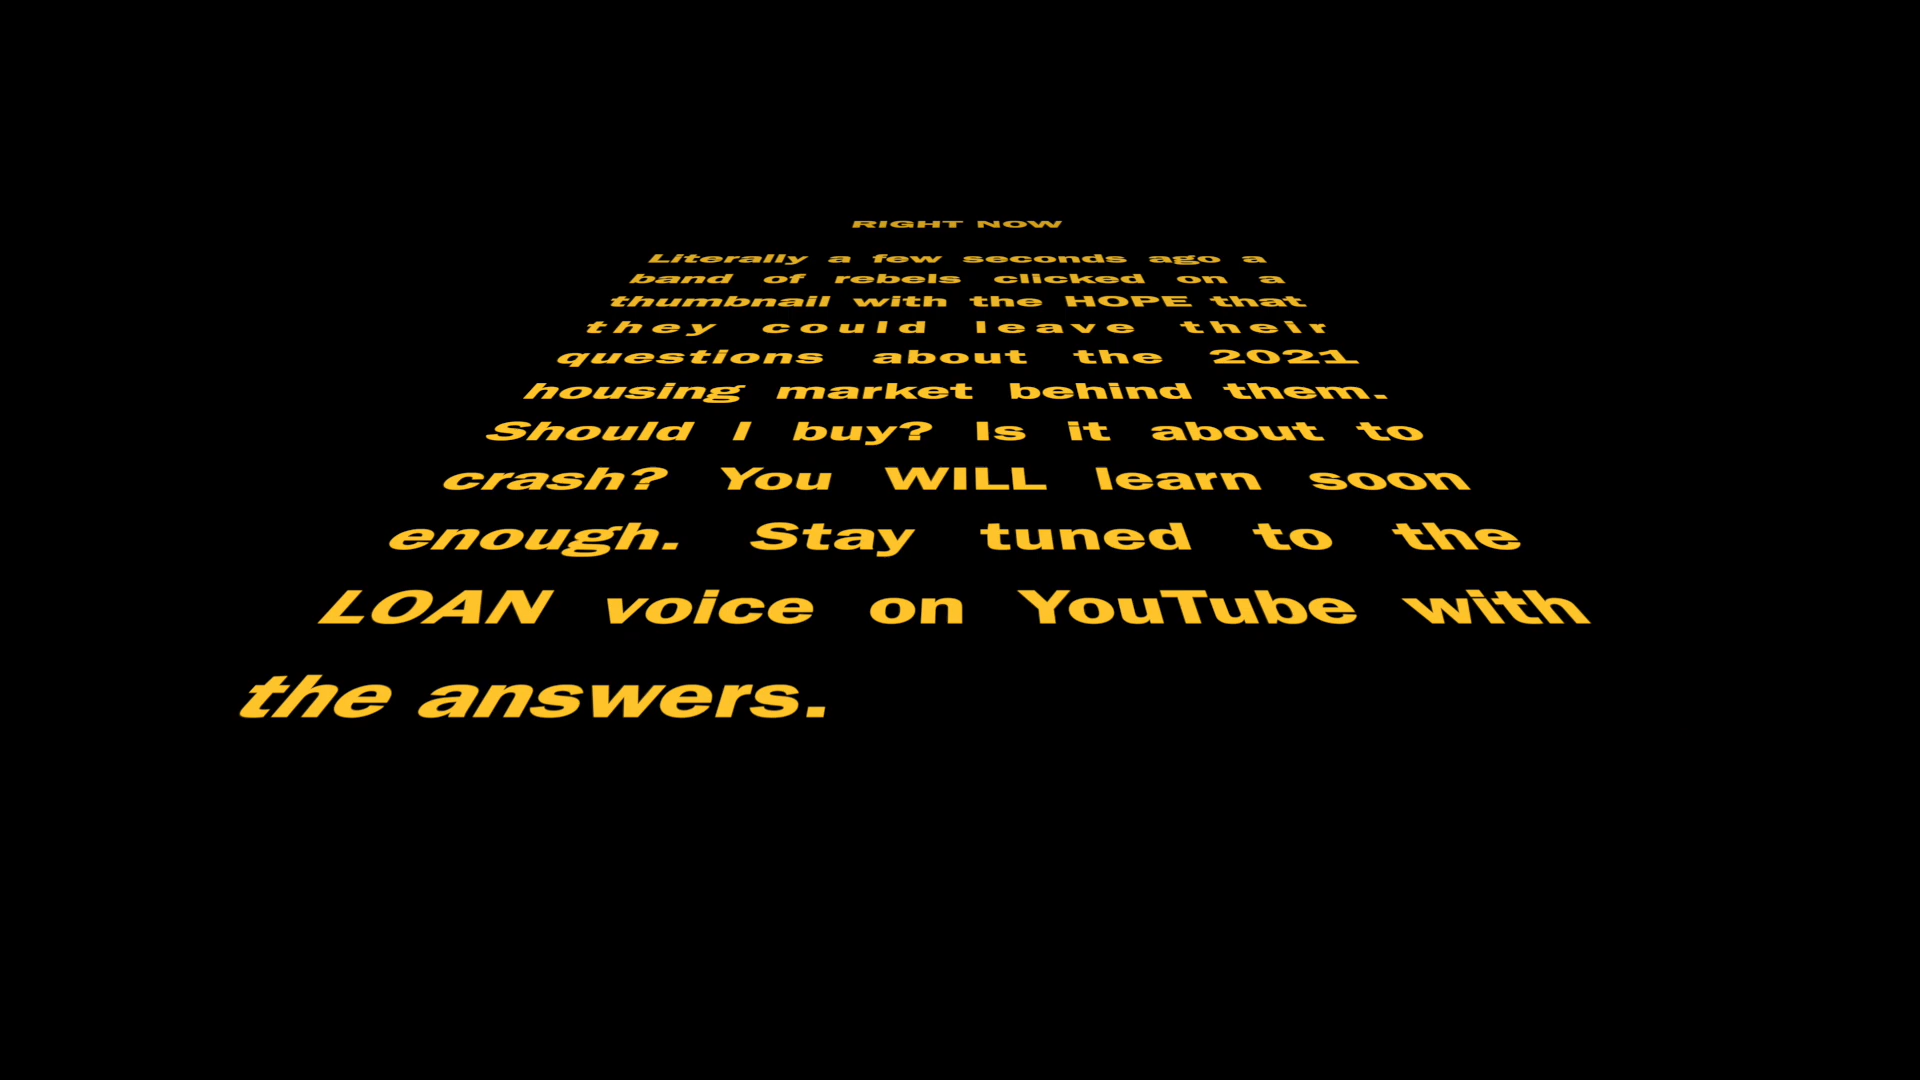 RIGHT NOW
Literally a few seconds ago a
band of rebels clicked on a
thumbnail with the HOPE that
they could leave their
questions about the 2021
housing market behind them.
Should I buy? Is it about to
crash? You WILL learn soon
enough. Stay tuned to the
LOAN voice on YouTube with
the answers.